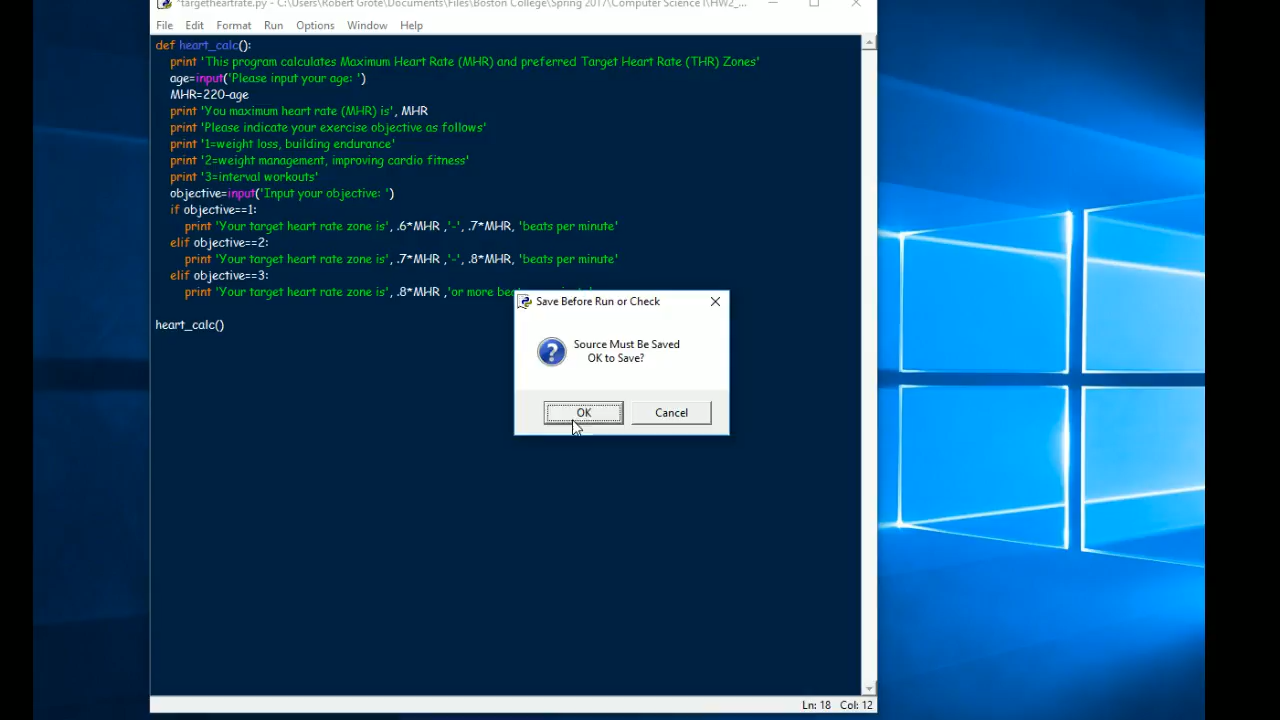 *targetheartrate.py - C:\Users\Robert Grote\Documents\Files\Boston College\Spring 2017\Computer Science I\HW2_...
File Edit Format Run Options Window Help
def heart_calc():
print 'This program calculates Maximum Heart Rate (MHR) and preferred Target Heart Rate (THR) Zones'
age=input('Please input your age: ')
MHR=220-age
print 'You maximum heart rate (MHR) is', MHR
print 'Please indicate your exercise objective as follows'
print '1=weight loss, building endurance'
print '2=weight management, improving cardio fitness'
print '3=interval workouts'
objective=input('Input your objective: ')
if objective==1:
print 'Your target heart rate zone is', .6*MHR ,'-', .7*MHR, 'beats per minute'
elif objective==2:
print 'Your target heart rate zone is', .7*MHR ,'-', .8*MHR, 'beats per minute'
elif objective==3:
print 'Your target heart rate zone is', .8*MHR ,'or more
heart_calc()
Save Before Run or Check
Source Must Be Saved
OK to Save?
OK Cancel
Ln: 18 Col: 12